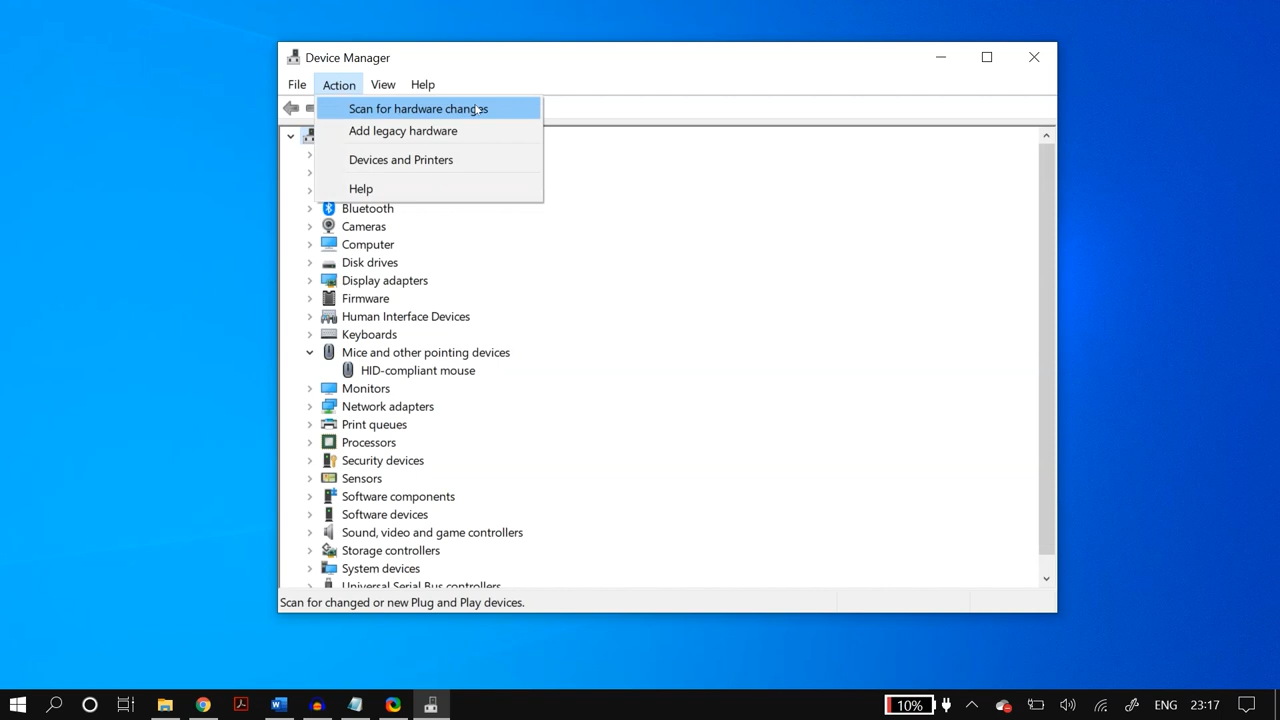 Device Manager
File Action View Help
Scan for hardware changes
Add legacy hardware
Devices and Printers
Help
Bluetooth
Cameras
Computer
Disk drives
Display adapters
Firmware
Human Interface Devices
Keyboards
Mice and other pointing devices
HID-compliant mouse
Monitors
Network adapters
Print queues
Processors
Security devices
Sensors
Software components
Software devices
Sound, video and game controllers
Storage controllers
System devices
Universal Serial Bus controllers
Scan for changed or new Plug and Play devices.
10% ENG 23:17